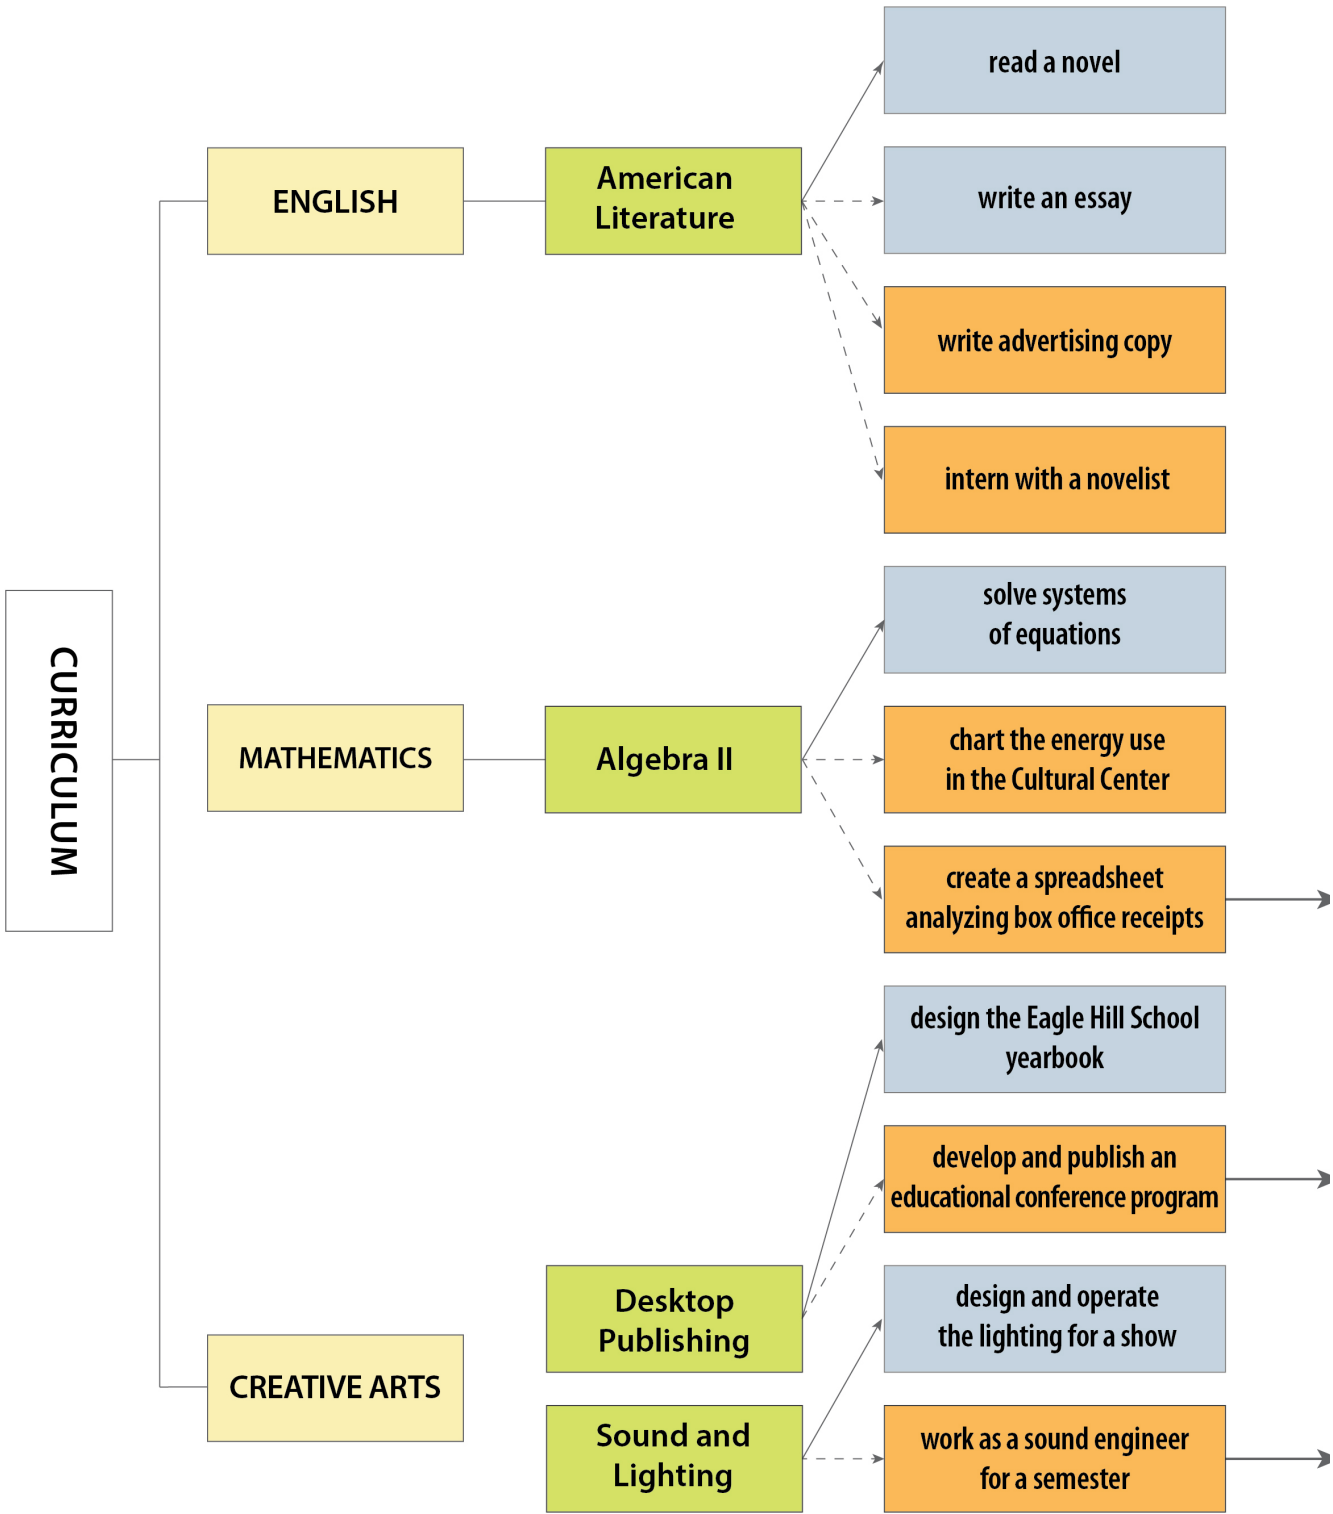 CURRICULUM
ENGLISH
American
Literature
read a novel
write an essay
write advertising copy
intern with a novelist
MATHEMATICS
Algebra II
solve systems
of equations
chart the energy use
in the Cultural Center
create a spreadsheet
analyzing box office receipts
CREATIVE ARTS
Desktop
Publishing
design the Eagle Hill School
yearbook
develop and publish an
educational conference program
Sound and
Lighting
design and operate
the lighting for a show
work as a sound engineer
for a semester